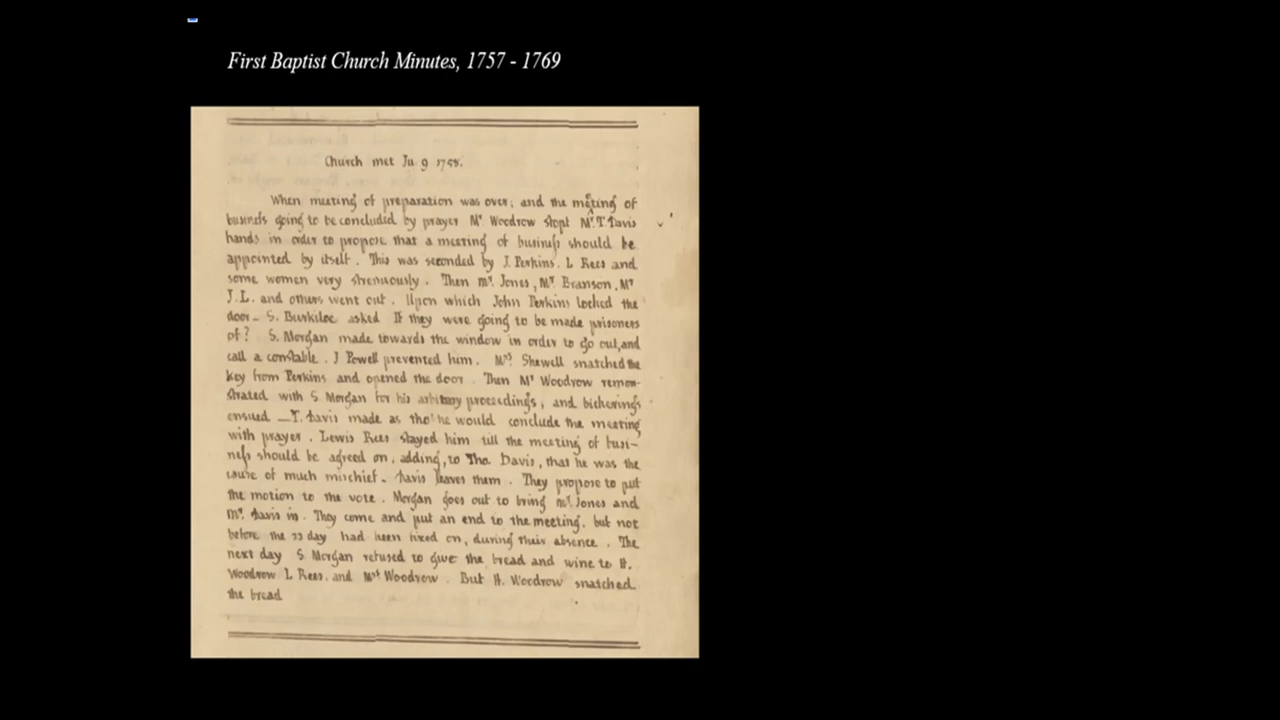 First Baptist Church Minutes, 1757 - 1769
Church met Ju 9 1758.
When meeting of preparation was over, and the meeting of
business going to be concluded by prayer Mr Woodrow stopt Mr. T Davis
hands in order to propose that a meeting of business should be
appointed by itself. This was seconded by J. Perkins. L Rees and
some women very strenuously. Then Mr. Jones, Mr. Branson, Mr
J. L. and others went out. Upon which John Perkins locked the
door_ S. Burkiloe asked If they were going to be made prisoners
of? S. Morgan made towards the window in order to go out, and
call a constable. J Powell prevented him. Mrs Shewell snatched the
key from Perkins and opened the door. Then Mr Woodrow remon-
strated with S Morgan for his arbitrary proceedings, and bickerings
ensued _T. Davis made as tho' he would conclude the meeting
with prayer. Lewis Rees stayed him till the meeting of busi-
ness should be agreed on, adding, to Tho. Davis, that he was the
cause of much mischief. Davis leaves them. They propose to put
the motion to the vote. Morgan goes out to bring Mr. Jones and
Mr. Davis in. They come and put an end to the meeting. but not
before the 22 day had been fixed on, during their absence. The
next day S Morgan refused to give the bread and wine to H.
Woodrow L Rees. and Mrs Woodrow. But H. Woodrow snatched
the bread